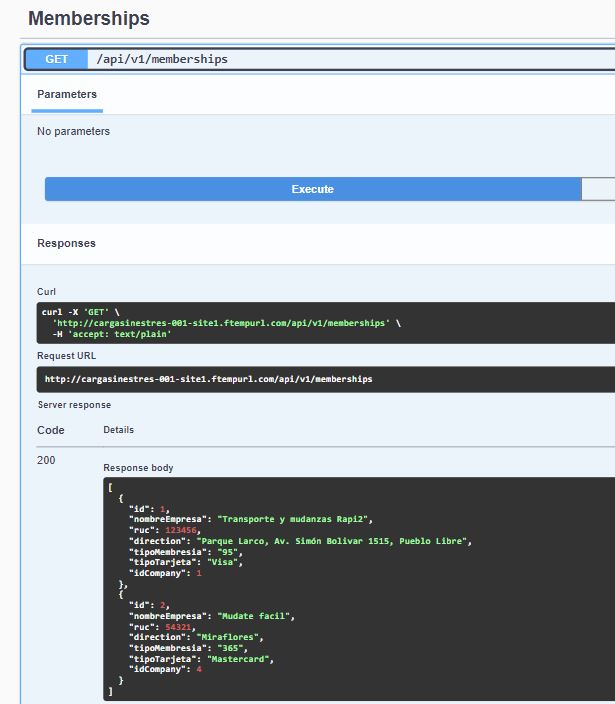 Memberships
GET /api/v1/memberships
Parameters
No parameters
Execute
Responses
Curl
curl -X 'GET' \
'http://cargasinestres-001-site1.ftempurl.com/api/v1/memberships' \
-H 'accept: text/plain'
Request URL
http://cargasinestres-001-site1.ftempurl.com/api/v1/memberships
Server response
Code Details
200
Response body
[
{
"id": 1,
"nombreEmpresa": "Transporte y mudanzas Rapi2",
"ruc": 123456,
"direction": "Parque Larco, Av. Simón Bolivar 1515, Pueblo Libre",
"tipoMembresia": "95",
"tipoTarjeta": "Visa",
"idCompany": 1
},
{
"id": 2,
"nombreEmpresa": "Mudate facil",
"ruc": 54321,
"direction": "Miraflores",
"tipoMembresia": "365",
"tipoTarjeta": "Mastercard",
"idCompany": 4
}
]